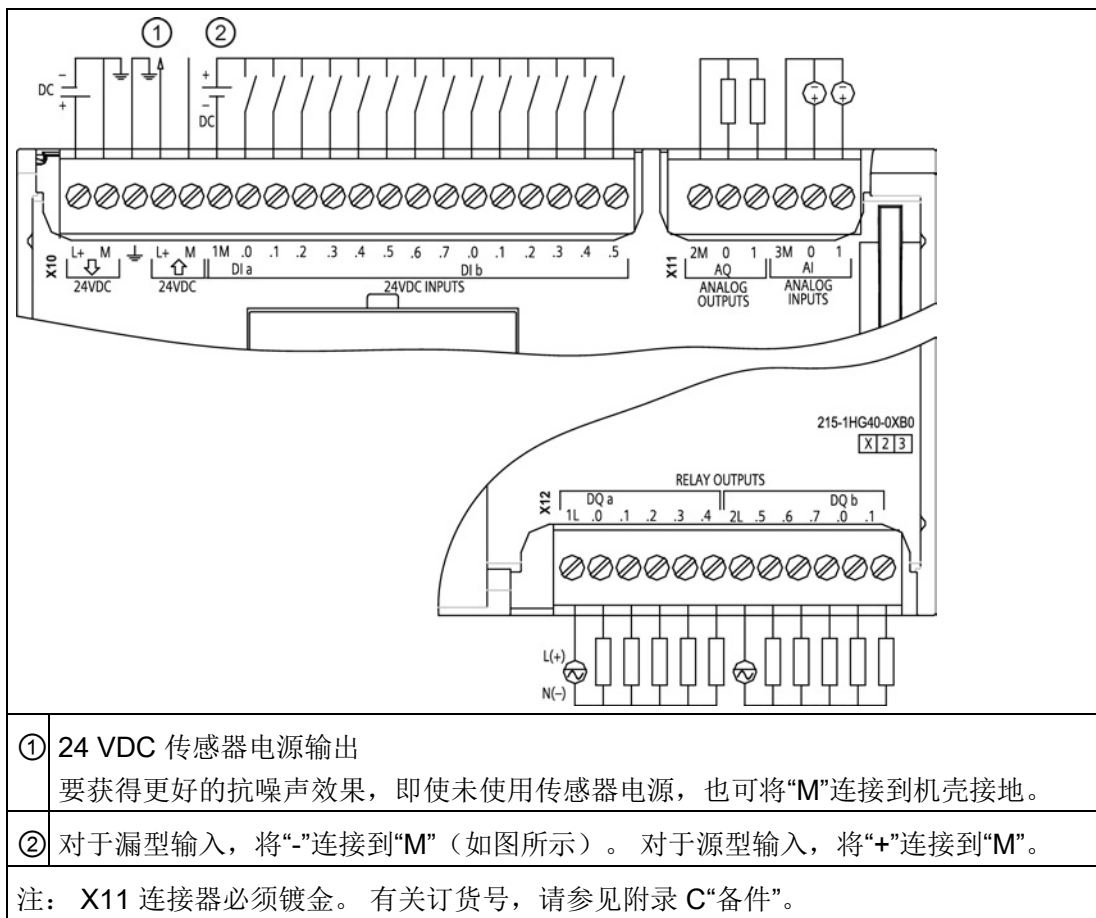 ① ②
DC − + + − DC
X10 L+ M L+ M 1M .0 .1 .2 .3 .4 .5 .6 .7 .0 .1 .2 .3 .4 .5
24VDC 24VDC DI a DI b
24VDC INPUTS
X11 2M 0 1 3M 0 1
AQ AI
ANALOG OUTPUTS ANALOG INPUTS
215-1HG40-0XB0
X 2 3
RELAY OUTPUTS
X12 DQ a DQ b
1L .0 .1 .2 .3 .4 2L .5 .6 .7 .0 .1
L(+)
N(−)
① 24 VDC 传感器电源输出
要获得更好的抗噪声效果,即使未使用传感器电源,也可将“M”连接到机壳接地。
② 对于漏型输入,将“-”连接到“M”(如图所示)。 对于源型输入,将“+”连接到“M”。
注: X11 连接器必须镀金。 有关订货号,请参见附录 C“备件”。